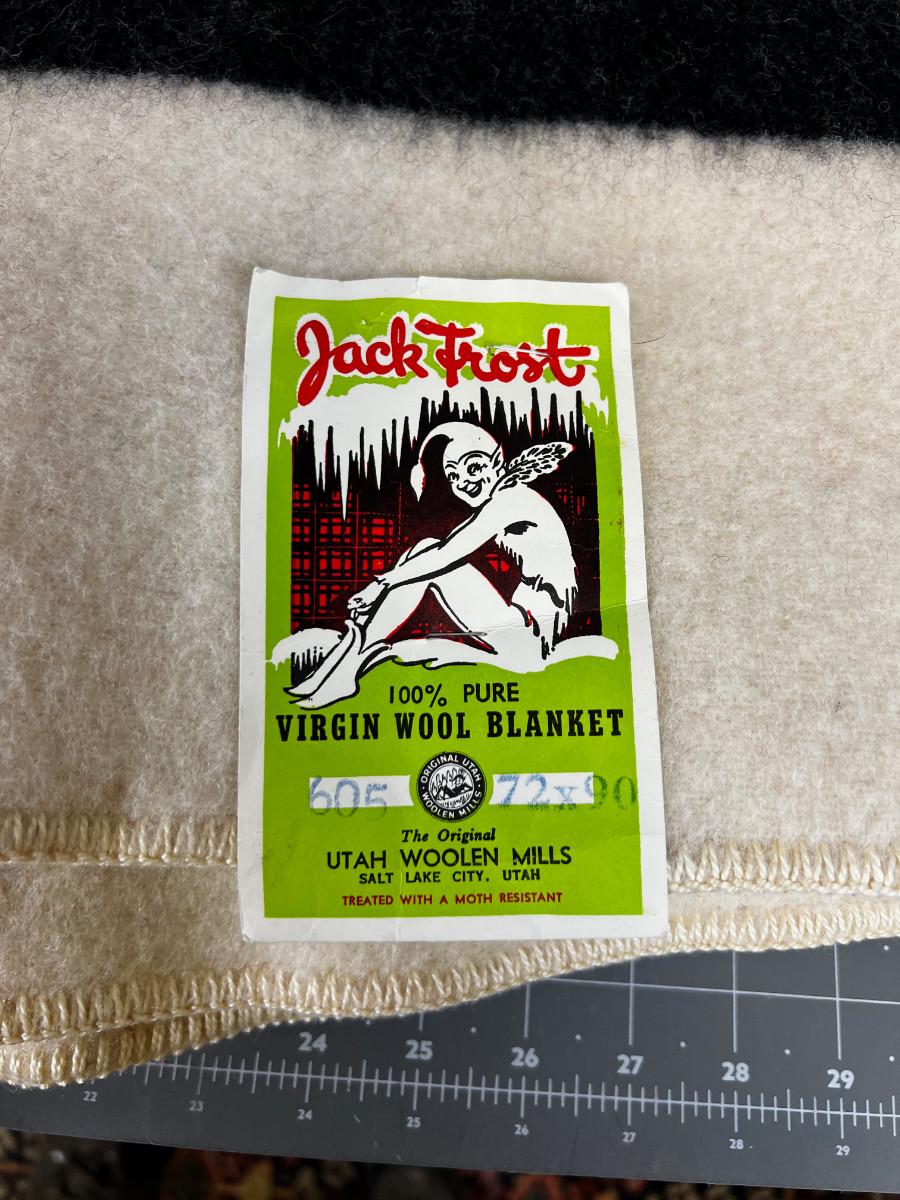 Jack Frost
100% PURE
VIRGIN WOOL BLANKET
605 72x90
ORIGINAL UTAH WOOLEN MILLS
The Original
UTAH WOOLEN MILLS
SALT LAKE CITY, UTAH
TREATED WITH A MOTH RESISTANT
24 25 26 27 28 29
22 23 24 25 26 27 28 29